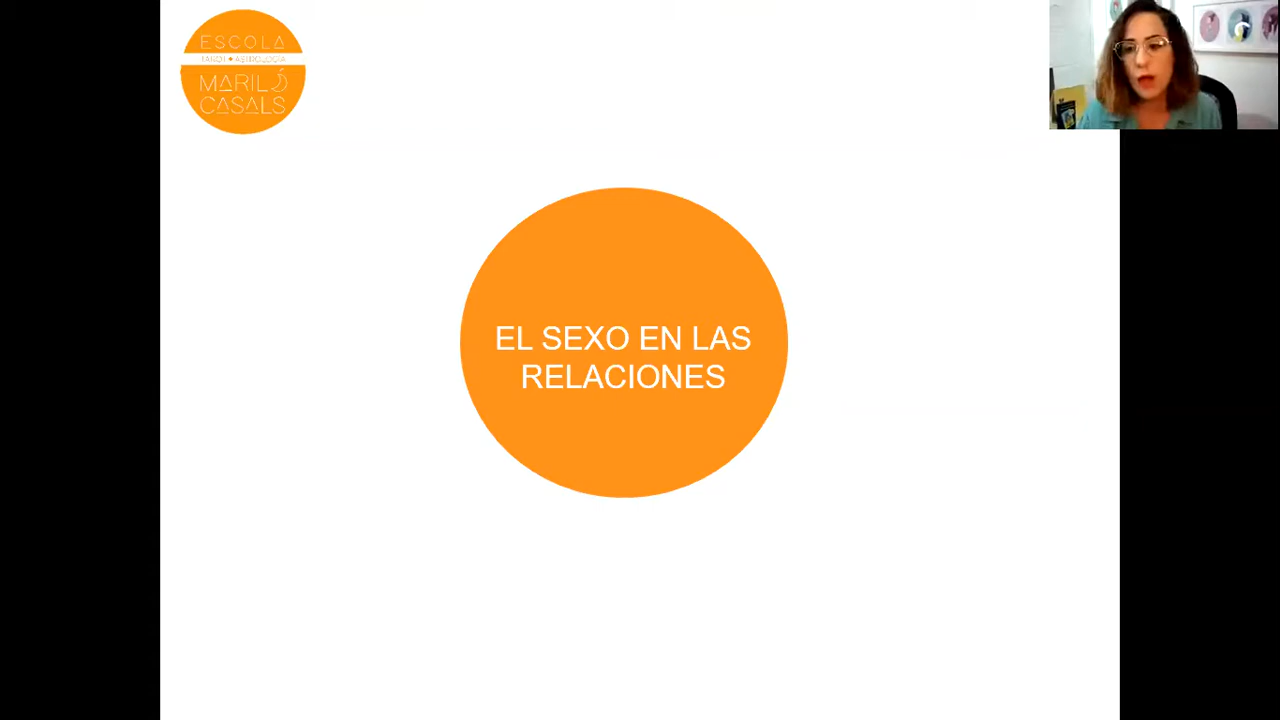 ESCOLA
TAROT • ASTROLOGIA
MARILÓ
CASALS
EL SEXO EN LAS
RELACIONES